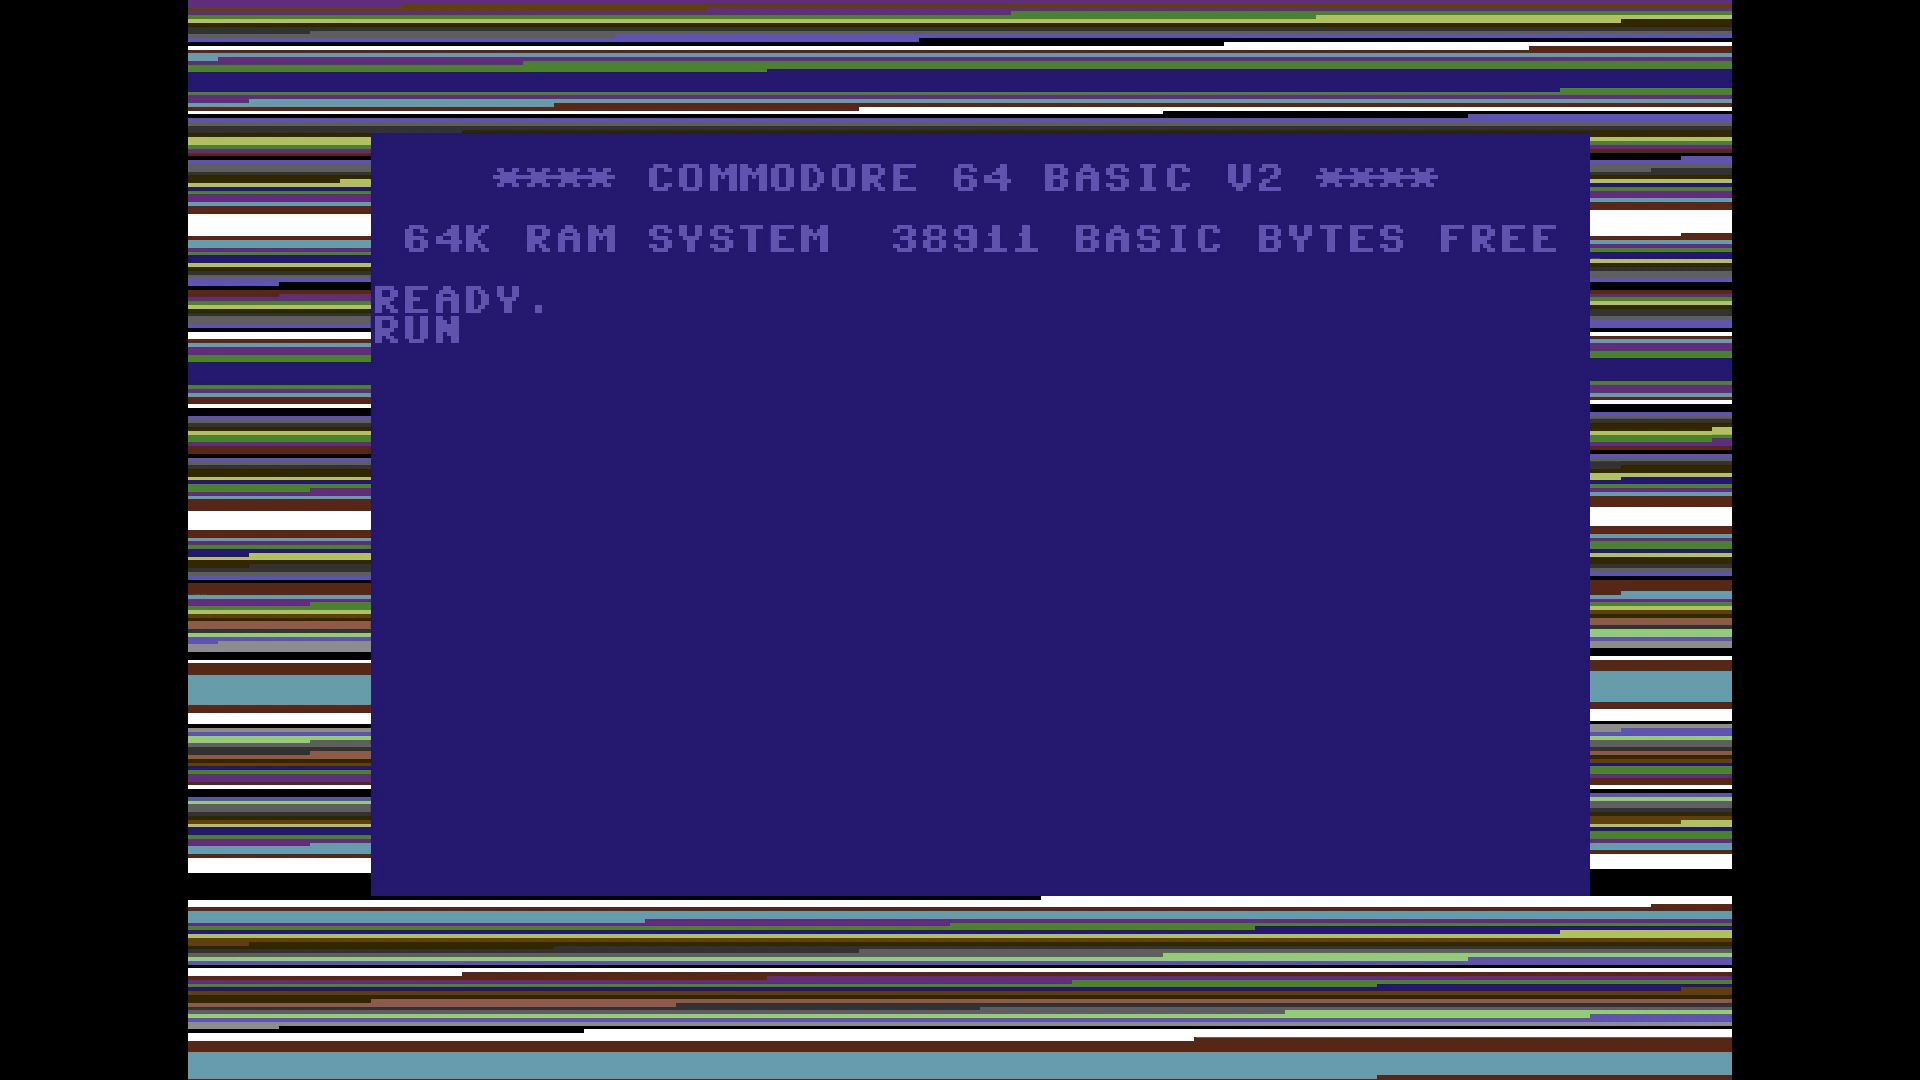 **** COMMODORE 64 BASIC V2 ****
64K RAM SYSTEM  38911 BASIC BYTES FREE
READY.
RUN